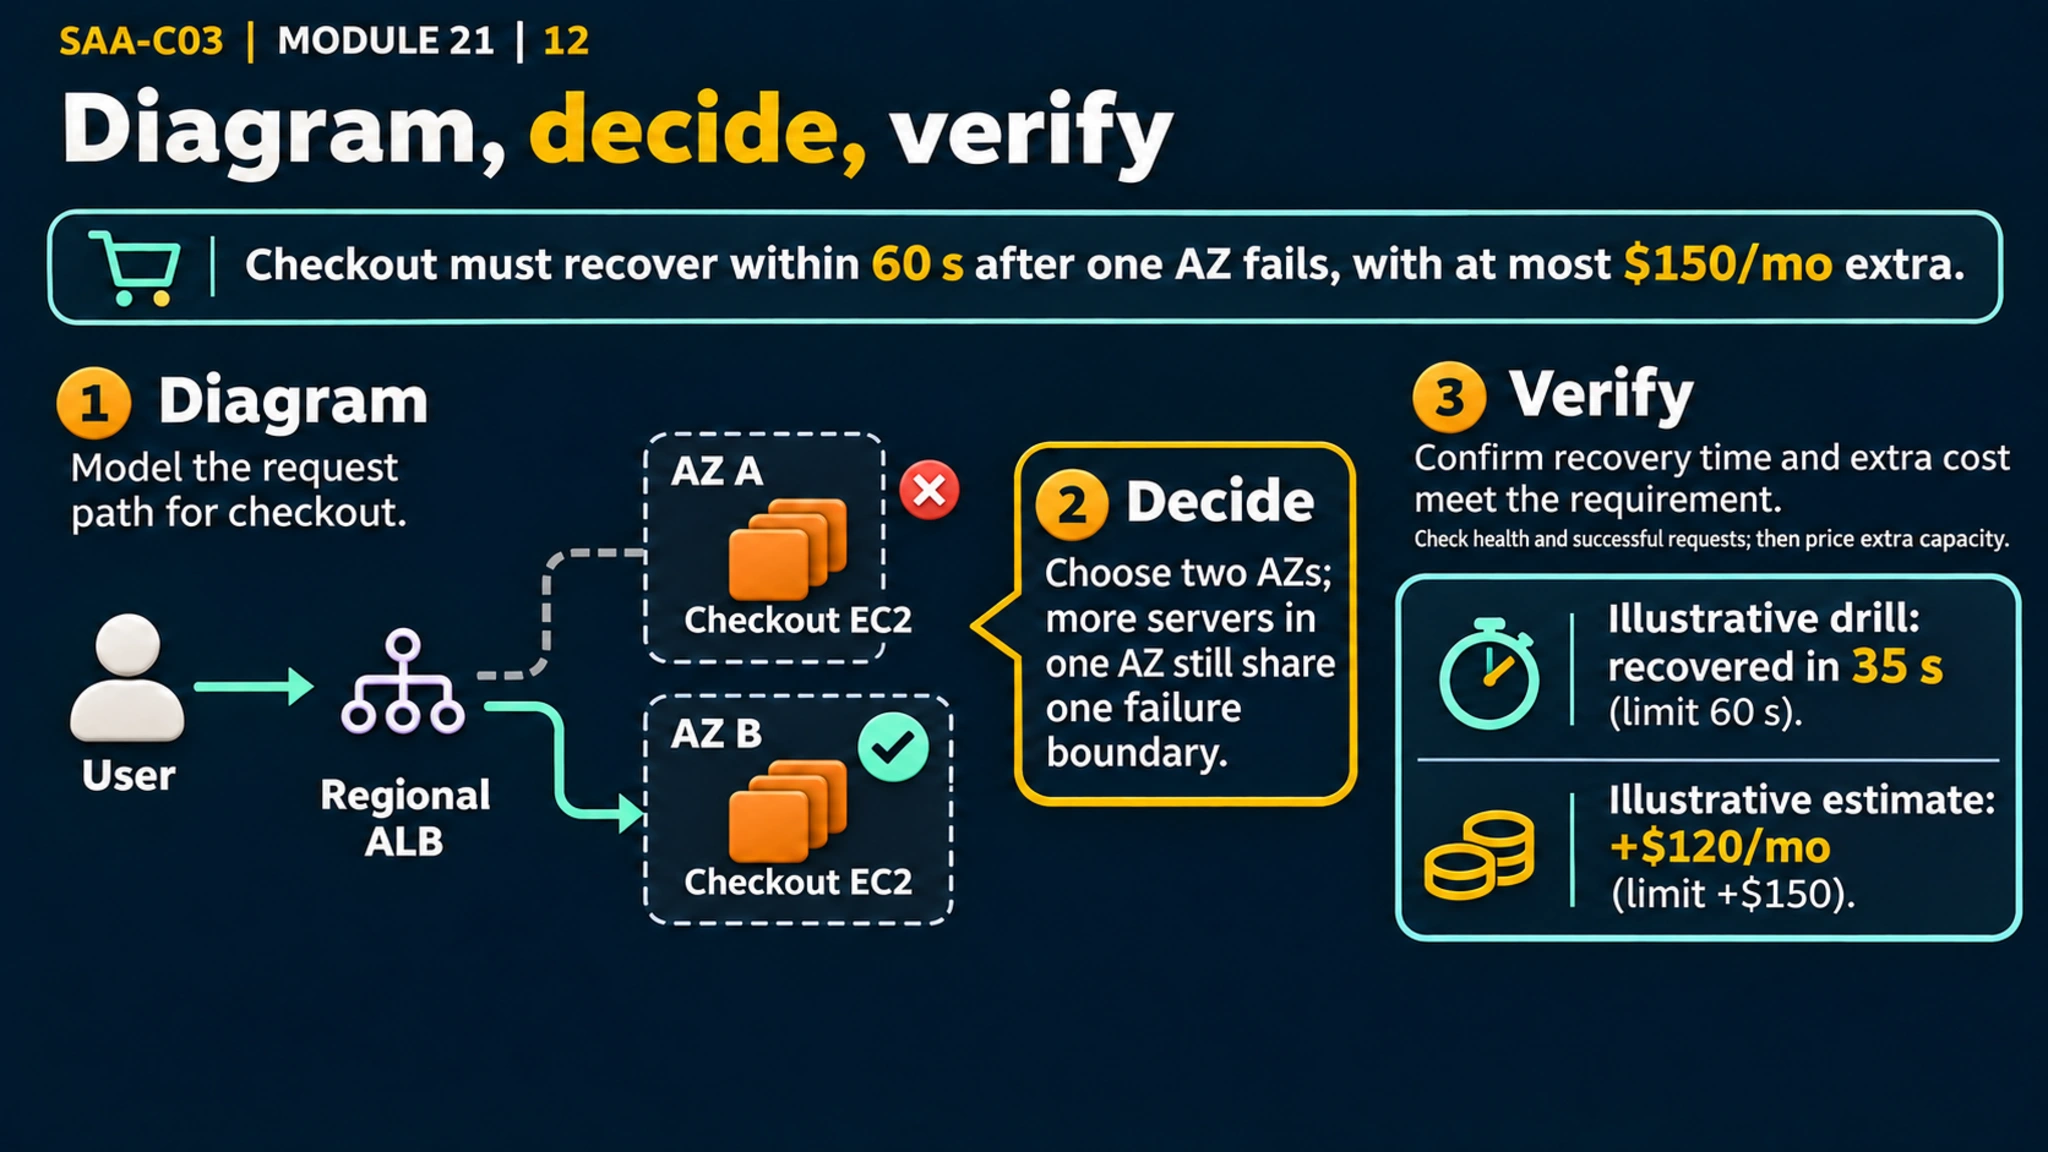 SAA-C03 | MODULE 21 | 12
Diagram, decide, verify
Checkout must recover within 60 s after one AZ fails, with at most $150/mo extra.
1 Diagram
Model the request
path for checkout.
User
Regional
ALB
AZ A
Checkout EC2
AZ B
Checkout EC2
2 Decide
Choose two AZs;
more servers in
one AZ still share
one failure
boundary.
3 Verify
Confirm recovery time and extra cost
meet the requirement.
Check health and successful requests; then price extra capacity.
Illustrative drill:
recovered in 35 s
(limit 60 s).
Illustrative estimate:
+$120/mo
(limit +$150).